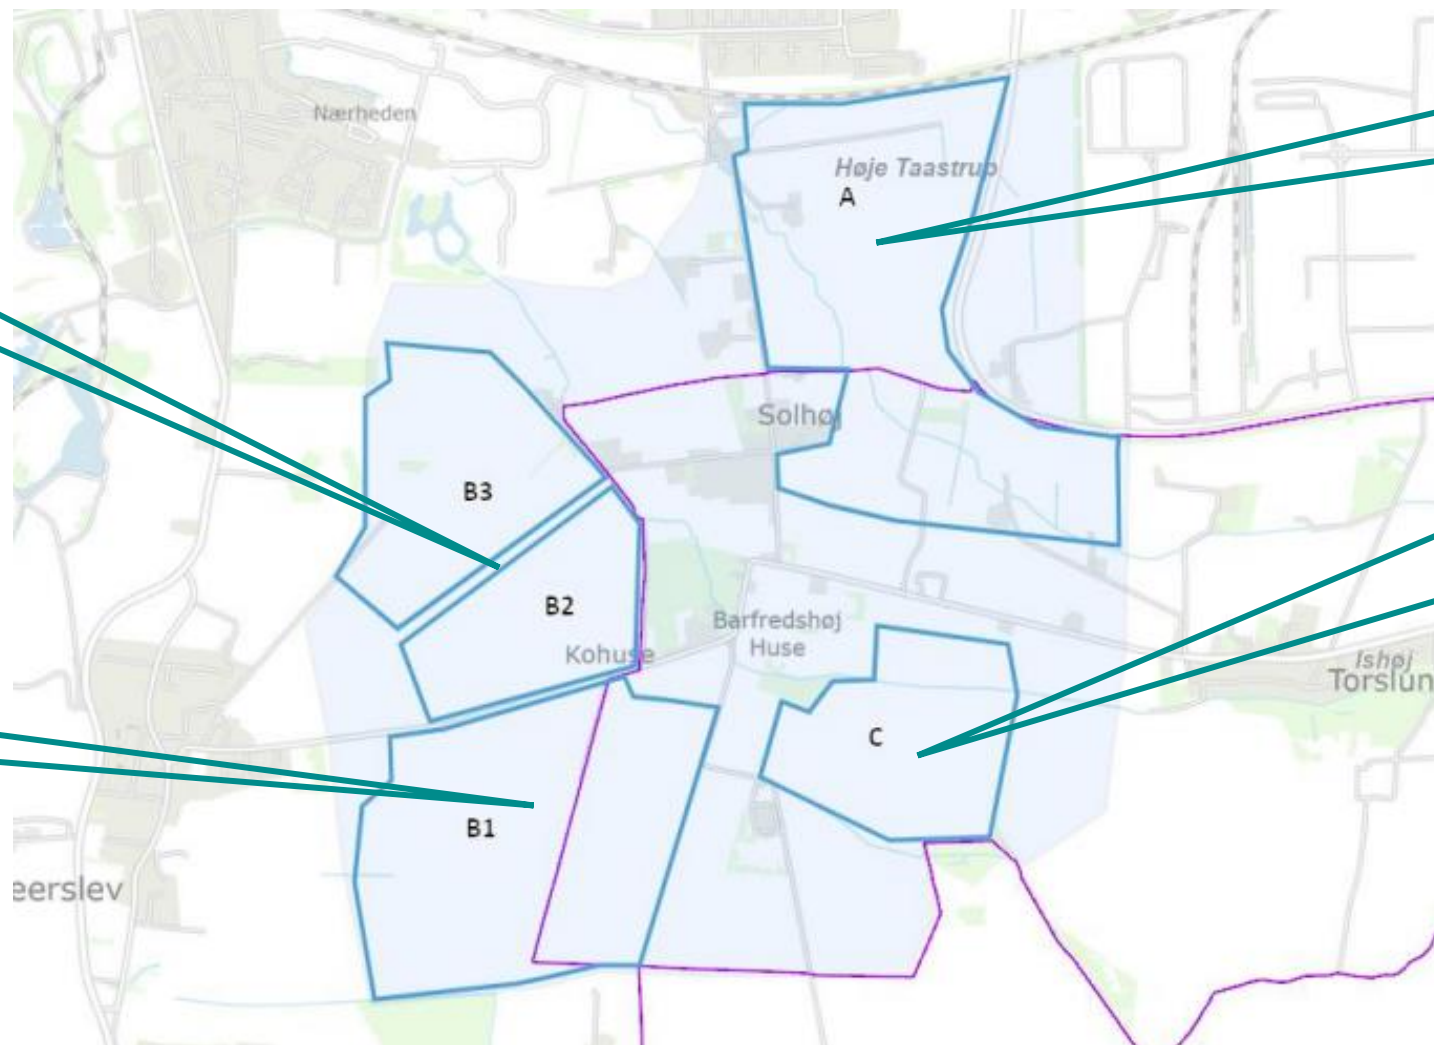 Nærheden
Høje Taastrup
A
Solhøj
B3
B2
Barfredshøj
Huse
Kohuse
Ishøj
Torslun
C
B1
eerslev